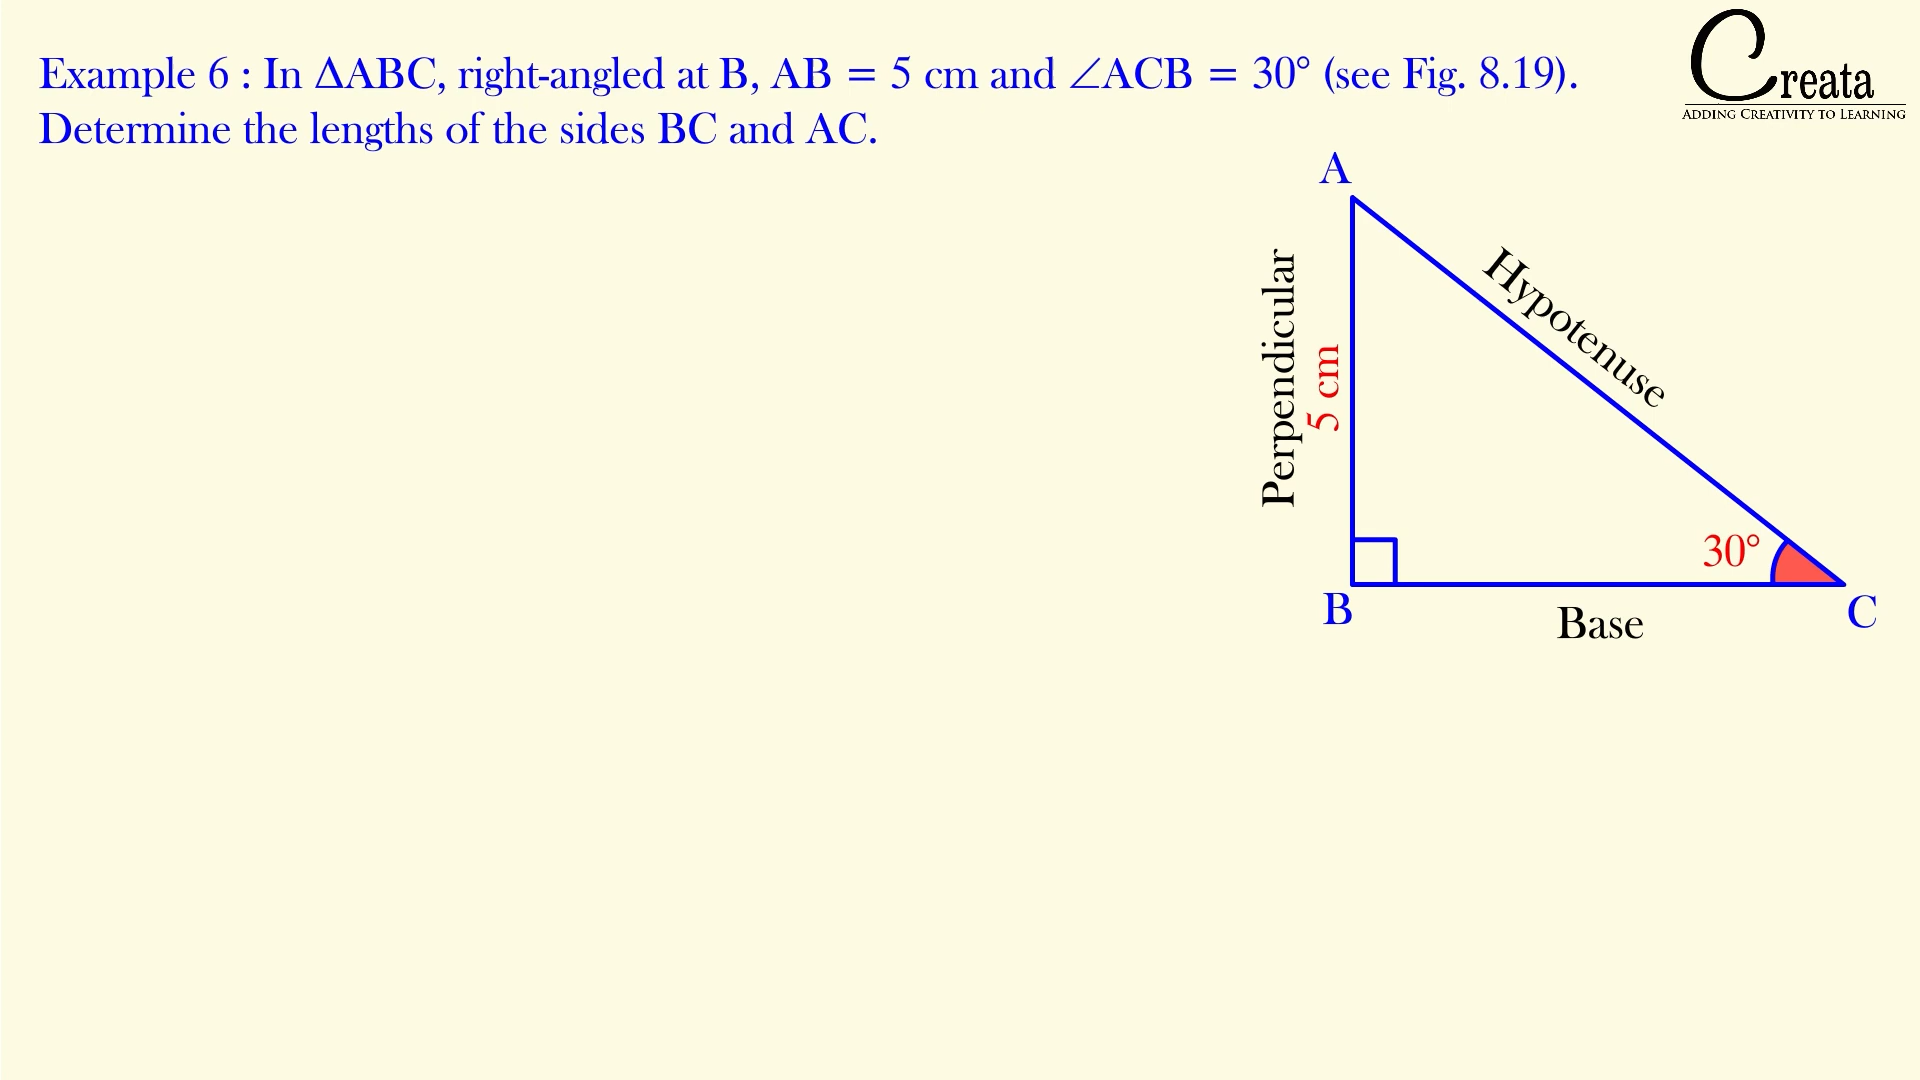 Example 6 : In ΔABC, right-angled at B, AB = 5 cm and ∠ACB = 30° (see Fig. 8.19).
Determine the lengths of the sides BC and AC.
Creata
ADDING CREATIVITY TO LEARNING
A
Perpendicular
5 cm
Hypotenuse
30°
B
Base
C